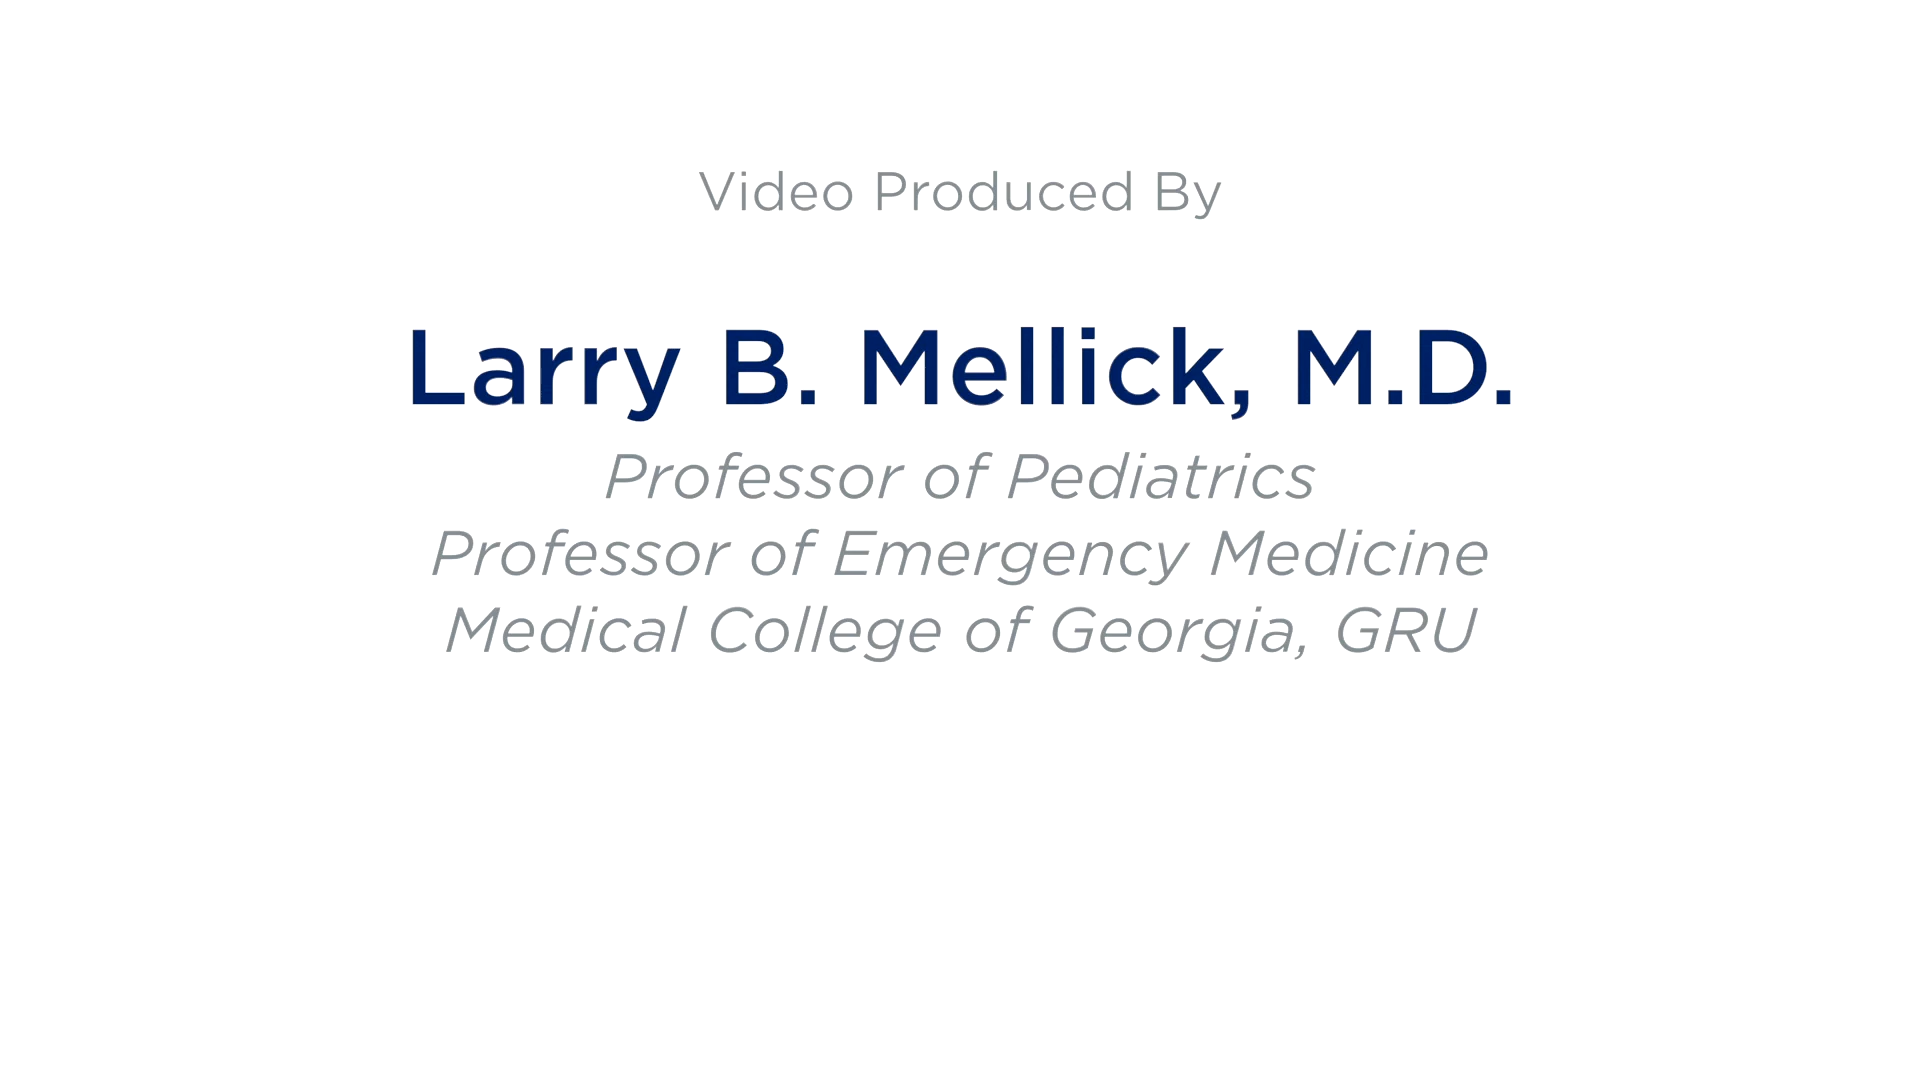 Video Produced By
Larry B. Mellick, M.D.
Professor of Pediatrics
Professor of Emergency Medicine
Medical College of Georgia, GRU